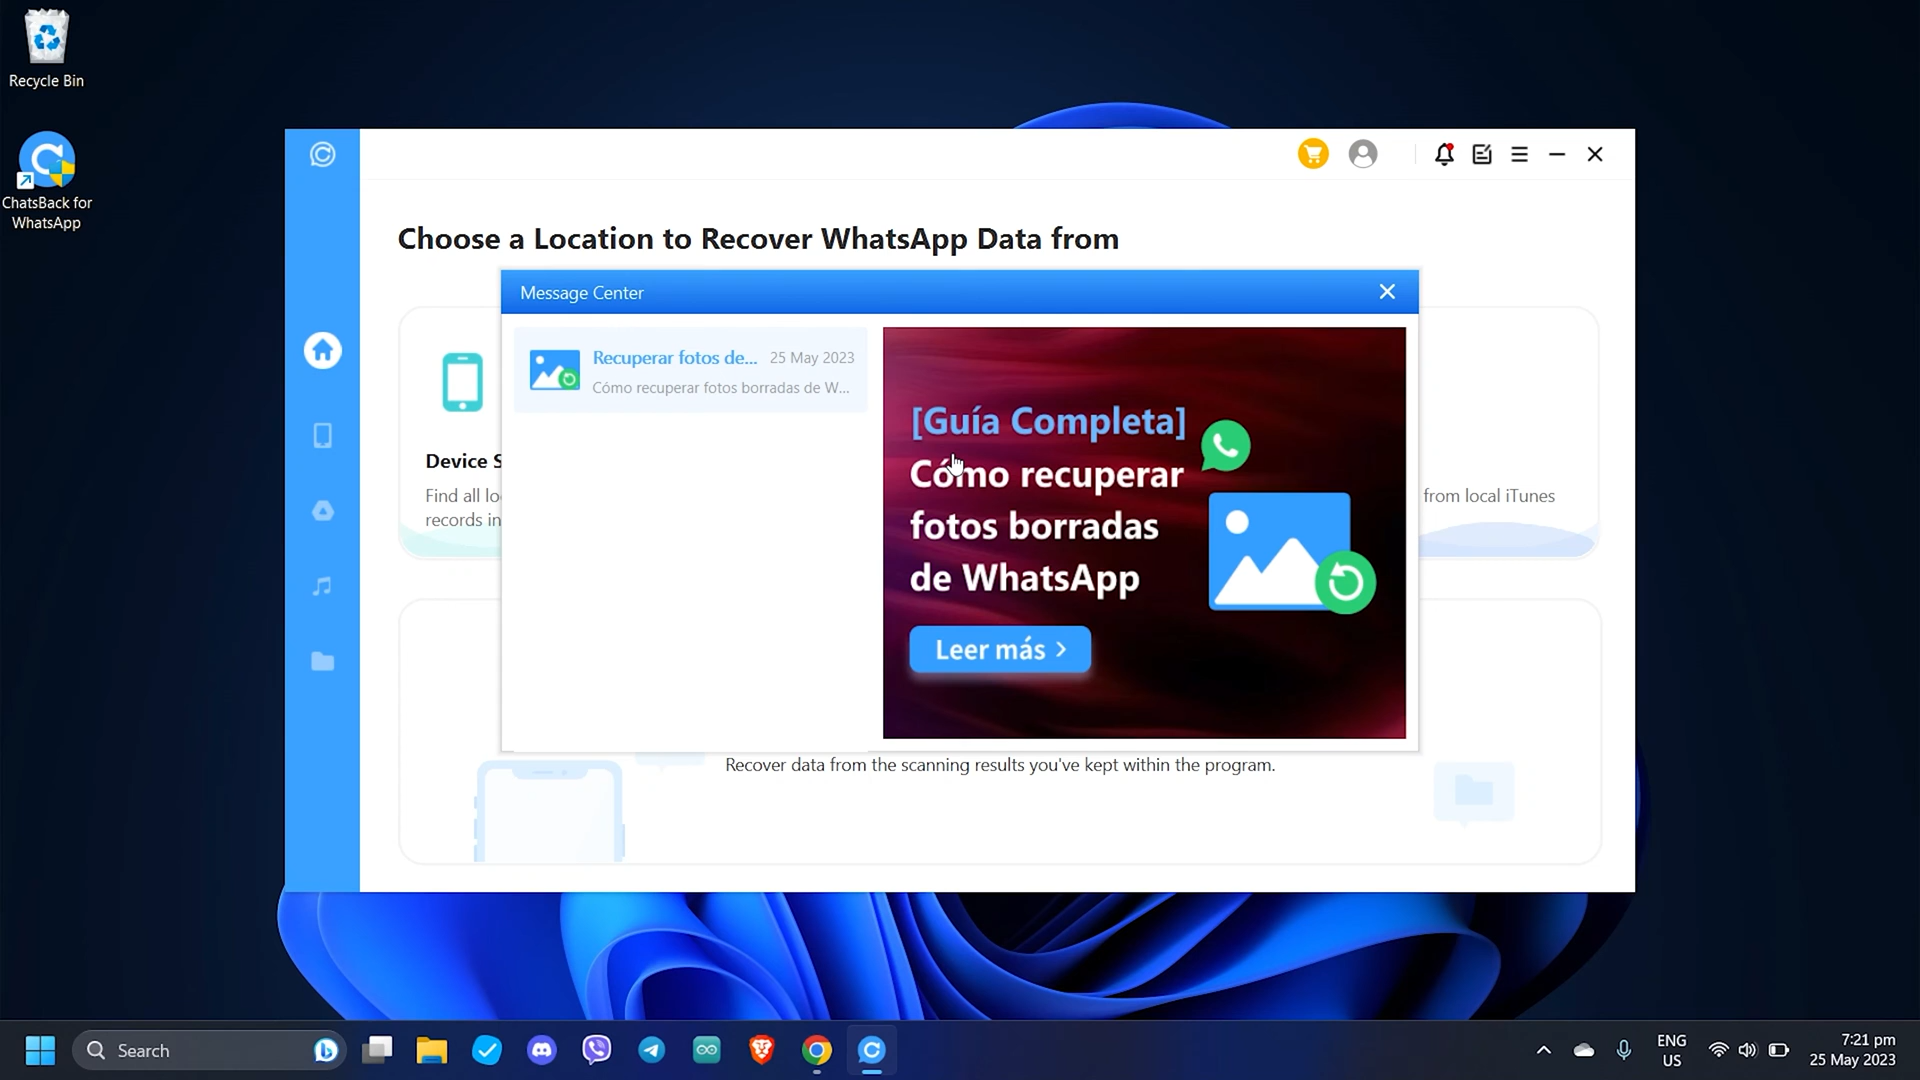 Recycle Bin
ChatsBack for
WhatsApp
Choose a Location to Recover WhatsApp Data from
Message Center
Recuperar fotos de... 25 May 2023
Cómo recuperar fotos borradas de W...
[Guía Completa]
Cómo recuperar
fotos borradas
de WhatsApp
Leer más >
Device S
Find all lo
records in
from local iTunes
Recover data from the scanning results you've kept within the program.
Search
ENG
US
7:21 pm
25 May 2023